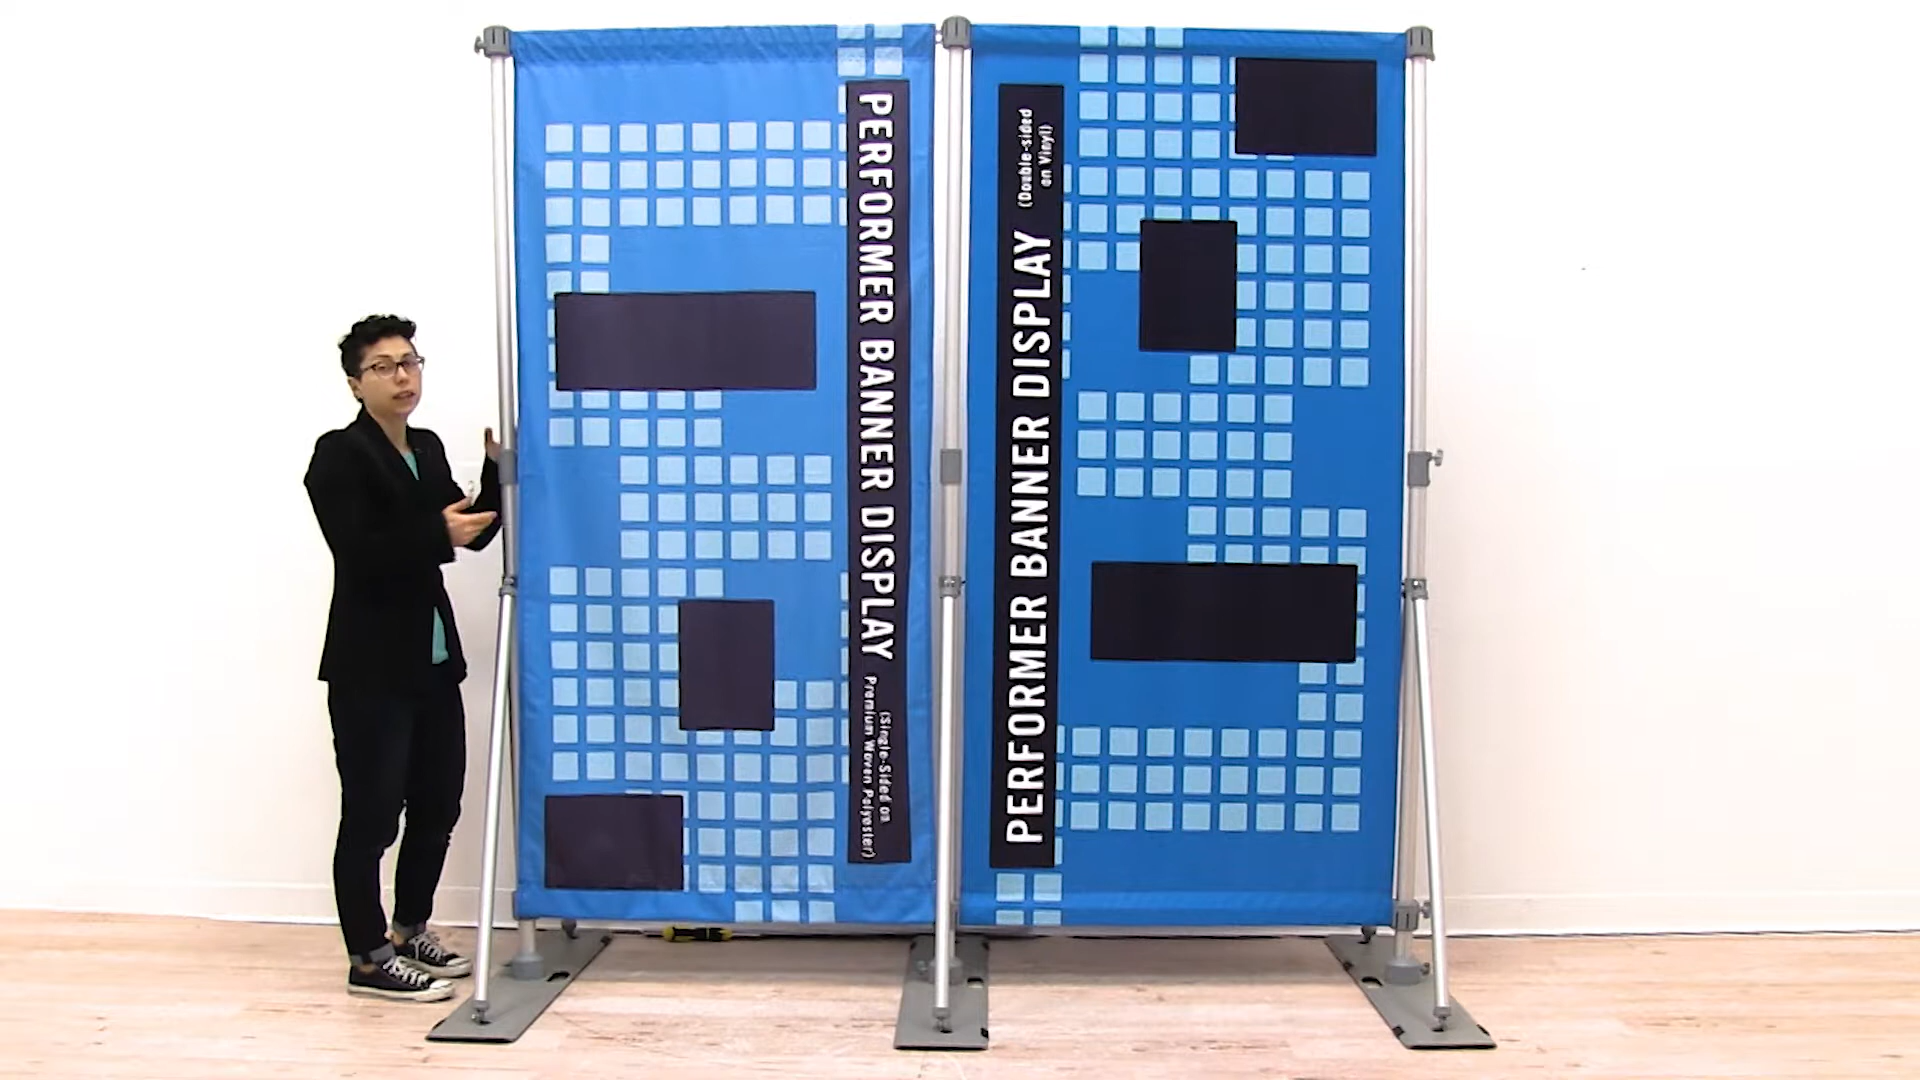 PERFORMER BANNER DISPLAY
(Single-Sided on
Premium Woven Polyester)
PERFORMER BANNER DISPLAY
(Double-sided
on Vinyl)